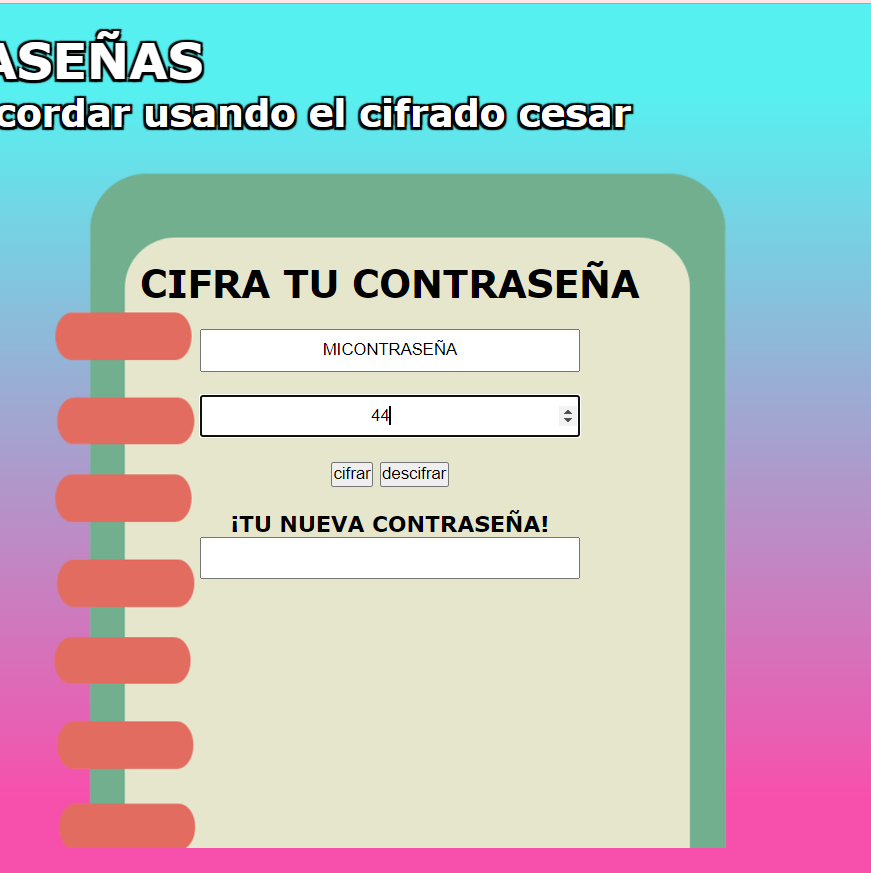 ASEÑAS
cordar usando el cifrado cesar
CIFRA TU CONTRASEÑA
MICONTRASEÑA
44
cifrar descifrar
¡TU NUEVA CONTRASEÑA!